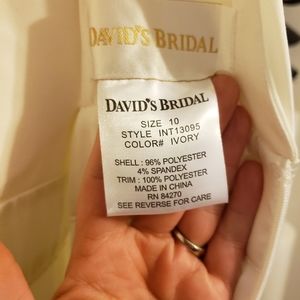 DAVID'S BRIDAL
DAVID'S BRIDAL
SIZE 10
STYLE INT13095
COLOR# IVORY
SHELL : 96% POLYESTER
4% SPANDEX
TRIM : 100% POLYESTER
MADE IN CHINA
RN 84270
SEE REVERSE FOR CARE